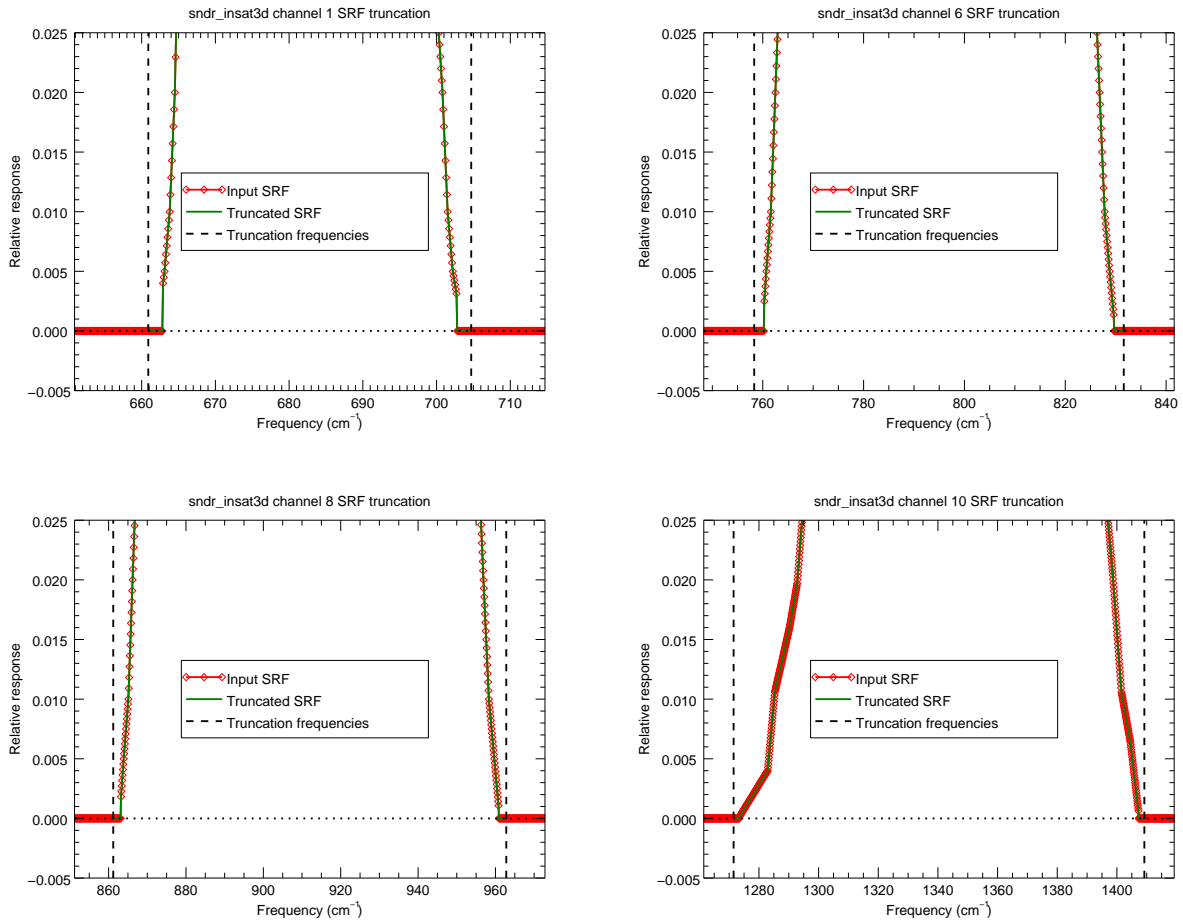 sndr_insat3d channel 1 SRF truncation
0.025
0.020
0.015
0.010
0.005
0.000
−0.005
Relative response
Input SRF
Truncated SRF
Truncation frequencies
660 670 680 690 700 710
Frequency (cm−1)
sndr_insat3d channel 6 SRF truncation
0.025
0.020
0.015
0.010
0.005
0.000
−0.005
Relative response
Input SRF
Truncated SRF
Truncation frequencies
760 780 800 820 840
Frequency (cm−1)
sndr_insat3d channel 8 SRF truncation
0.025
0.020
0.015
0.010
0.005
0.000
−0.005
Relative response
Input SRF
Truncated SRF
Truncation frequencies
860 880 900 920 940 960
Frequency (cm−1)
sndr_insat3d channel 10 SRF truncation
0.025
0.020
0.015
0.010
0.005
0.000
−0.005
Relative response
Input SRF
Truncated SRF
Truncation frequencies
1280 1300 1320 1340 1360 1380 1400
Frequency (cm−1)